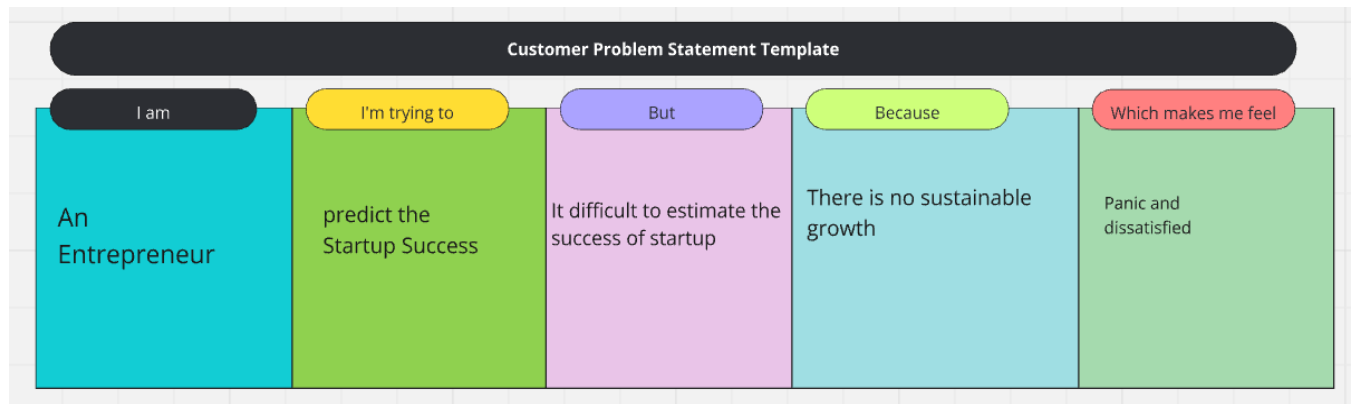 Customer Problem Statement Template
I am
I'm trying to
But
Because
Which makes me feel
An
Entrepreneur
predict the
Startup Success
It difficult to estimate the
success of startup
There is no sustainable
growth
Panic and
dissatisfied